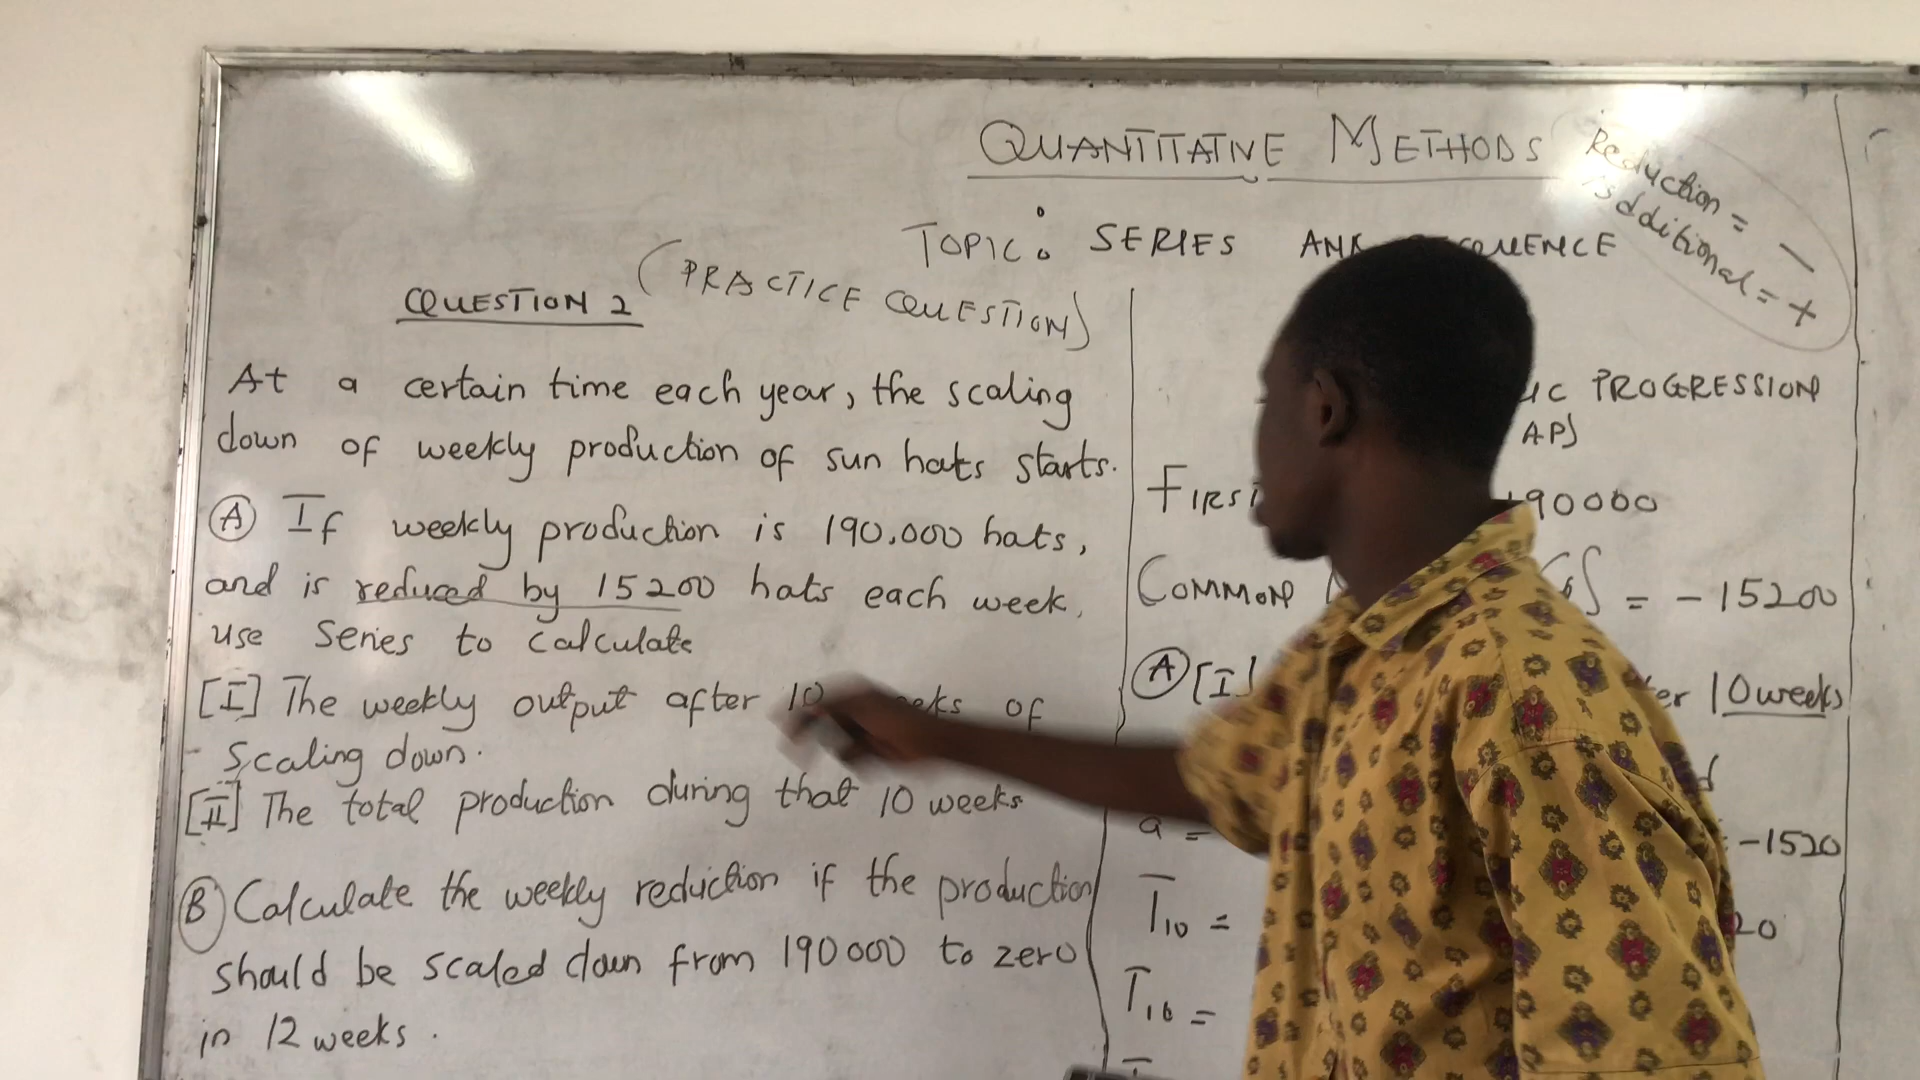 QUANTITATIVE METHODS
Reduction = -
is additional = +
TOPIC: SERIES AND SEQUENCE
QUESTION 2 (PRACTICE QUESTION)
At a certain time each year, the scaling
down of weekly production of sun hats starts.
(A) If weekly production is 190,000 hats,
and is reduced by 15200 hats each week,
use series to calculate
[I] The weekly output after 10 of
- Scaling down.
[II] The total production during that 10 weeks
(B) Calculate the weekly reduction if the production
should be scaled down from 190000 to zero
in 12 weeks.
IC PROGRESSION
AP)
FIRST 190000
COMMON = -15200
(A) [I] 10 weeks
a = -1520
T10 = 20
T10 =